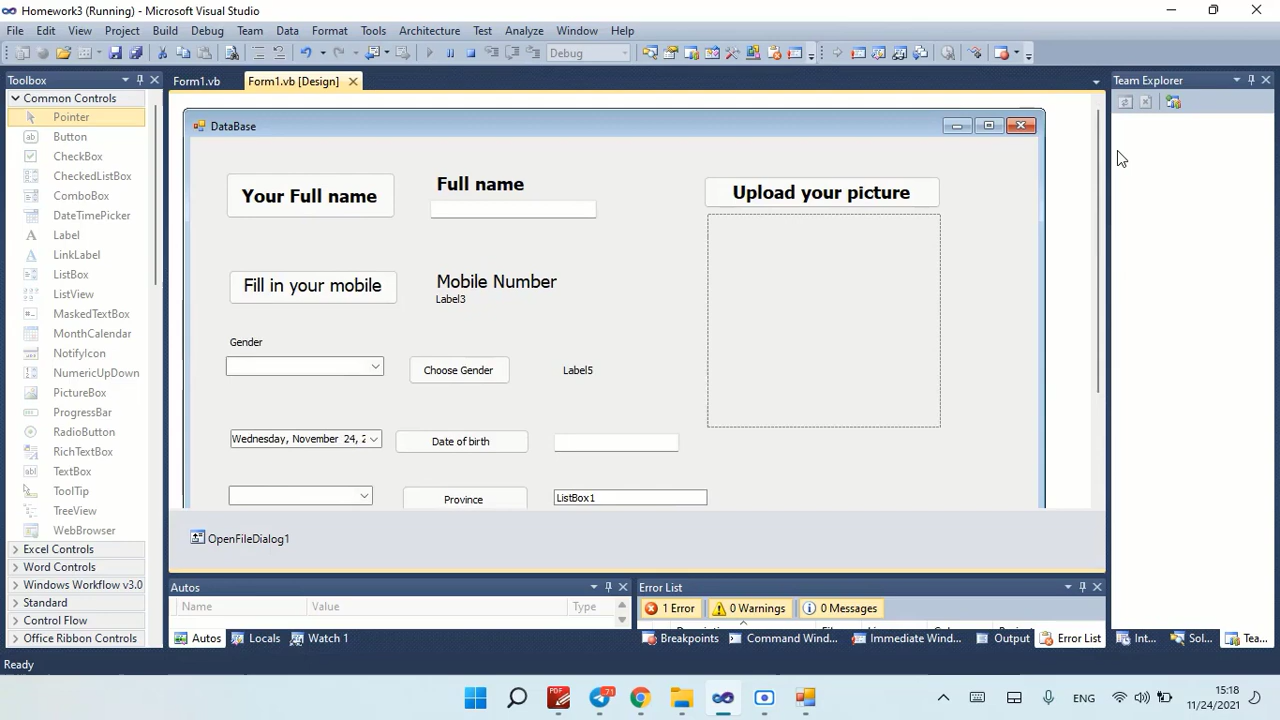 Homework3 (Running) - Microsoft Visual Studio
File Edit View Project Build Debug Team Data Format Tools Architecture Test Analyze Window Help
Debug
Toolbox
Form1.vb
Form1.vb [Design]
Team Explorer
Common Controls
Pointer
Button
CheckBox
CheckedListBox
ComboBox
DateTimePicker
Label
LinkLabel
ListBox
ListView
MaskedTextBox
MonthCalendar
NotifyIcon
NumericUpDown
PictureBox
ProgressBar
RadioButton
RichTextBox
TextBox
ToolTip
TreeView
WebBrowser
Excel Controls
Word Controls
Windows Workflow v3.0
Standard
Control Flow
Office Ribbon Controls
DataBase
Your Full name
Full name
Upload your picture
Fill in your mobile
Mobile Number
Label3
Gender
Choose Gender
Label5
Wednesday, November 24, 2
Date of birth
Province
ListBox1
OpenFileDialog1
Autos
Name Value Type
Autos Locals Watch 1
Error List
1 Error 0 Warnings 0 Messages
Breakpoints Command Wind... Immediate Wind... Output Error List
Int... Sol... Tea...
Ready
71
ENG
15:18
11/24/2021